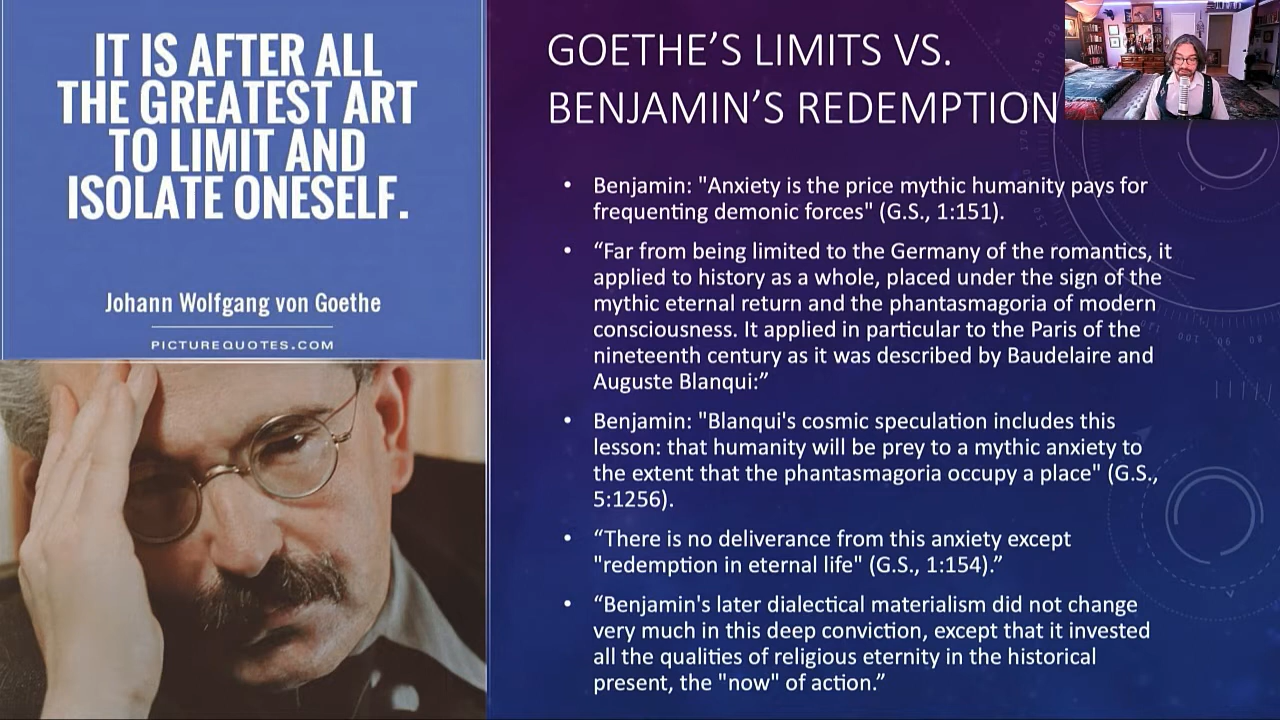 IT IS AFTER ALL
THE GREATEST ART
TO LIMIT AND
ISOLATE ONESELF.
Johann Wolfgang von Goethe
PICTUREQUOTES.COM
GOETHE’S LIMITS VS.
BENJAMIN’S REDEMPTION
• Benjamin: "Anxiety is the price mythic humanity pays for
frequenting demonic forces" (G.S., 1:151).
• “Far from being limited to the Germany of the romantics, it
applied to history as a whole, placed under the sign of the
mythic eternal return and the phantasmagoria of modern
consciousness. It applied in particular to the Paris of the
nineteenth century as it was described by Baudelaire and
Auguste Blanqui:”
• Benjamin: "Blanqui's cosmic speculation includes this
lesson: that humanity will be prey to a mythic anxiety to
the extent that the phantasmagoria occupy a place" (G.S.,
5:1256).
• “There is no deliverance from this anxiety except
"redemption in eternal life" (G.S., 1:154).”
• “Benjamin's later dialectical materialism did not change
very much in this deep conviction, except that it invested
all the qualities of religious eternity in the historical
present, the "now" of action.”